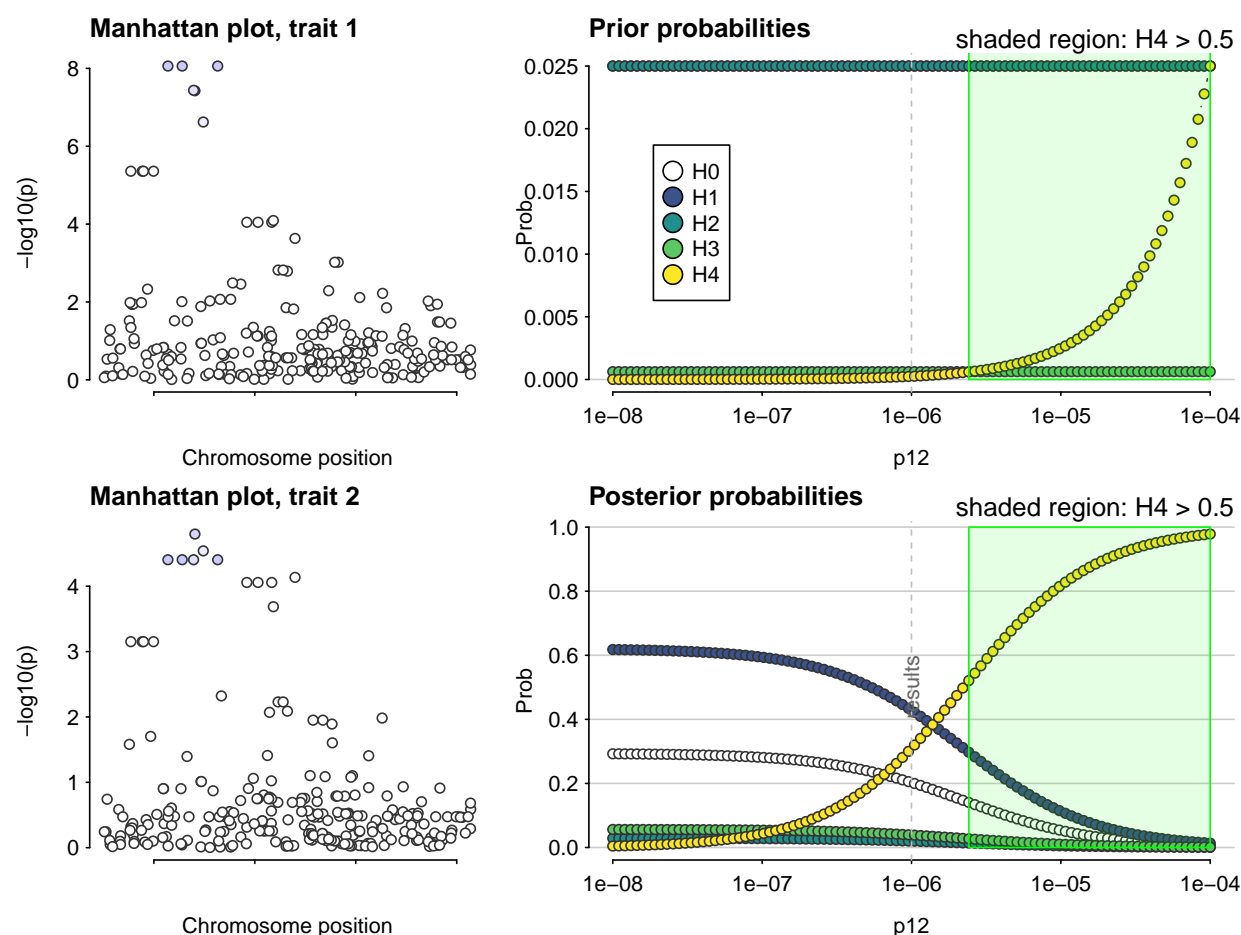 Manhattan plot, trait 1
−log10(p)
8
6
4
2
0
Chromosome position
Prior probabilities
shaded region: H4 > 0.5
Prob
0.025
0.020
0.015
0.010
0.005
0.000
H0
H1
H2
H3
H4
1e−08
1e−07
1e−06
1e−05
1e−04
p12
Manhattan plot, trait 2
−log10(p)
4
3
2
1
0
Chromosome position
Posterior probabilities
shaded region: H4 > 0.5
Prob
1.0
0.8
0.6
0.4
0.2
0.0
results
1e−08
1e−07
1e−06
1e−05
1e−04
p12